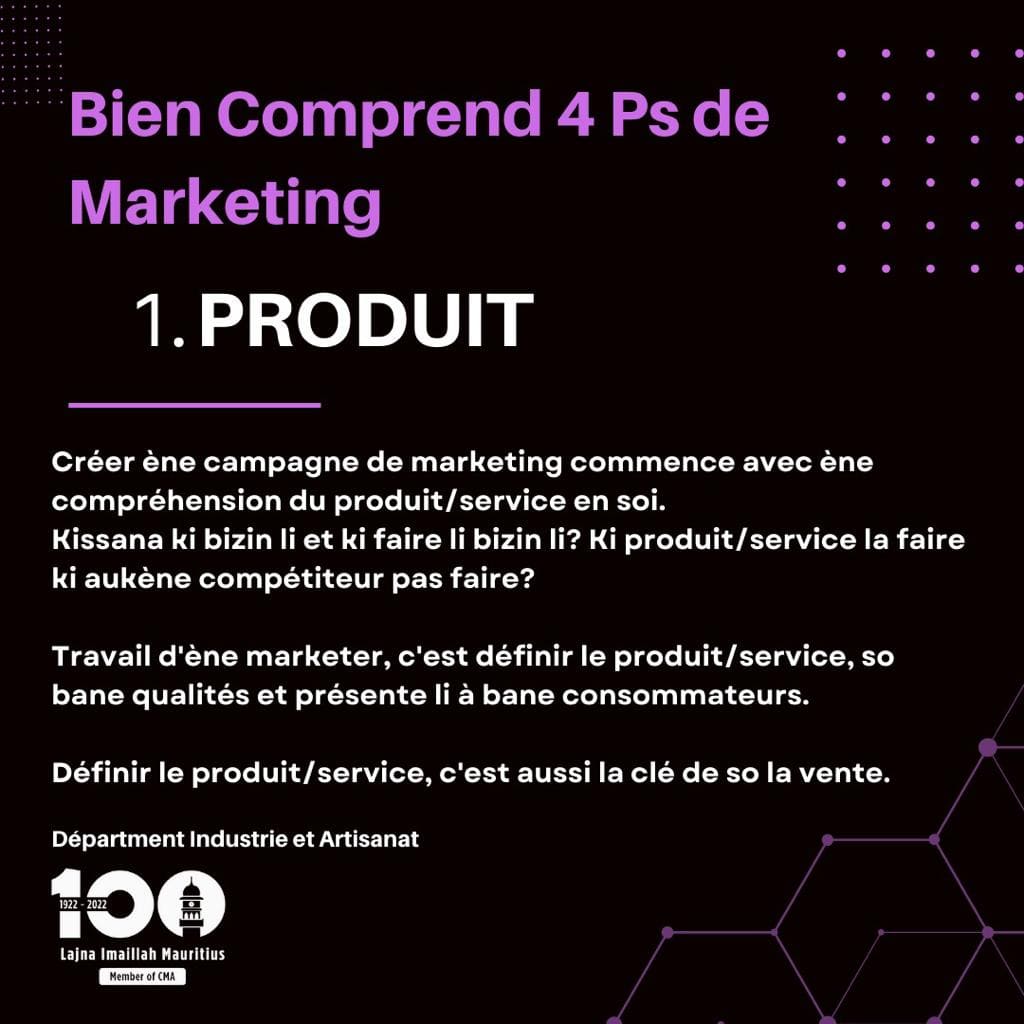 Bien Comprend 4 Ps de
Marketing
1. PRODUIT
Créer ène campagne de marketing commence avec ène
compréhension du produit/service en soi.
Kissana ki bizin li et ki faire li bizin li? Ki produit/service la faire
ki aukène compétiteur pas faire?
Travail d'ène marketer, c'est définir le produit/service, so
bane qualités et présente li à bane consommateurs.
Définir le produit/service, c'est aussi la clé de so la vente.
Départment Industrie et Artisanat
100
1922 - 2022
Lajna Imaillah Mauritius
Member of CMA